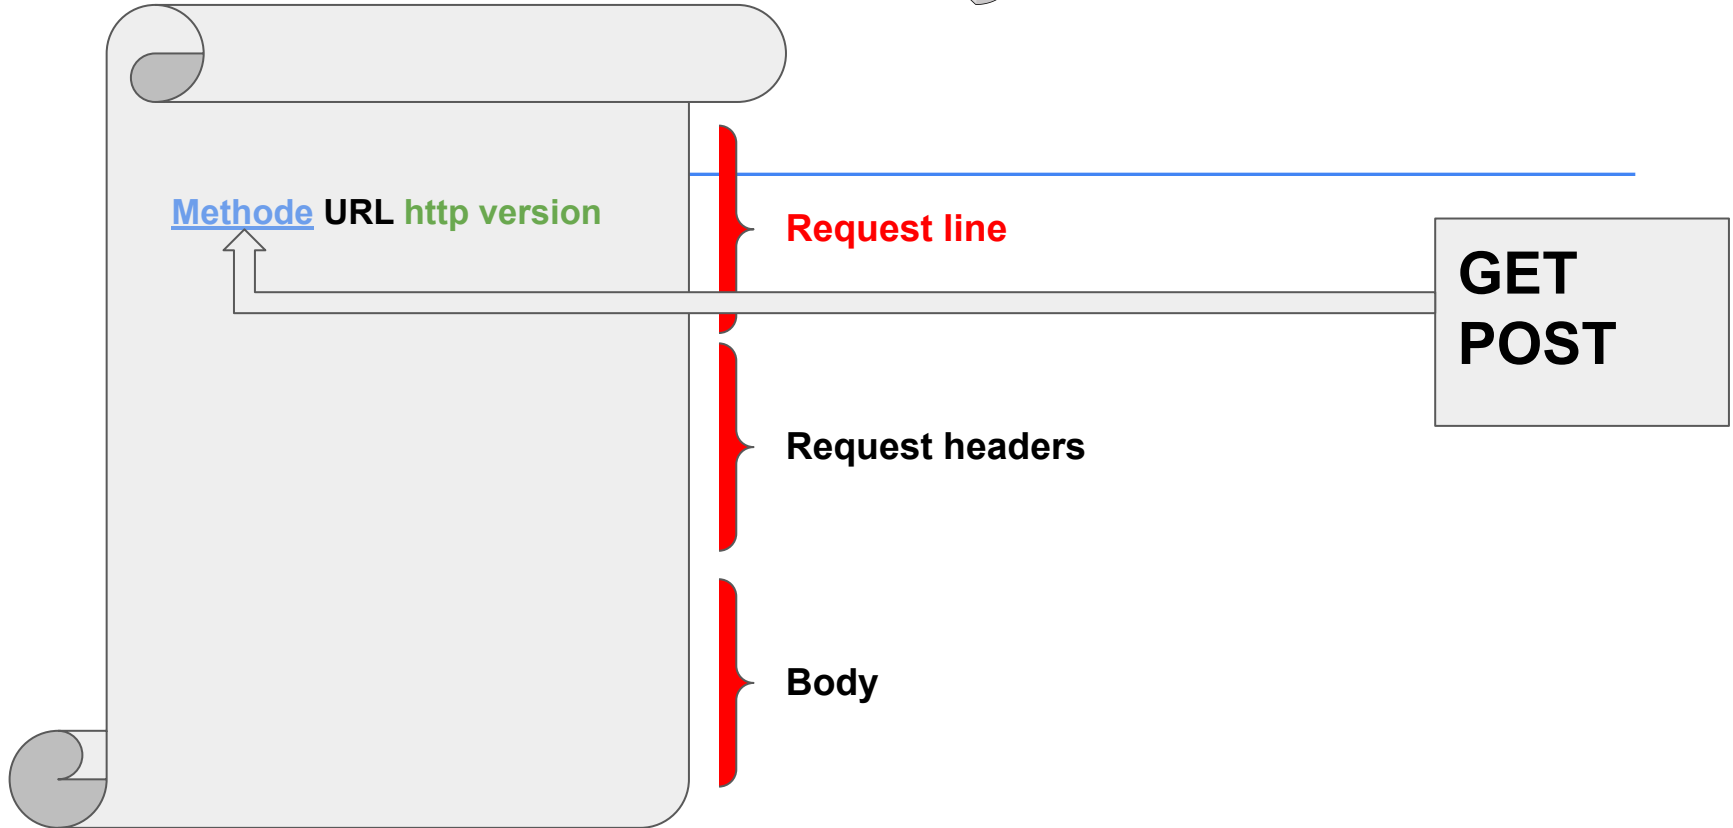 Methode URL http version
Request line
GET
POST
Request headers
Body